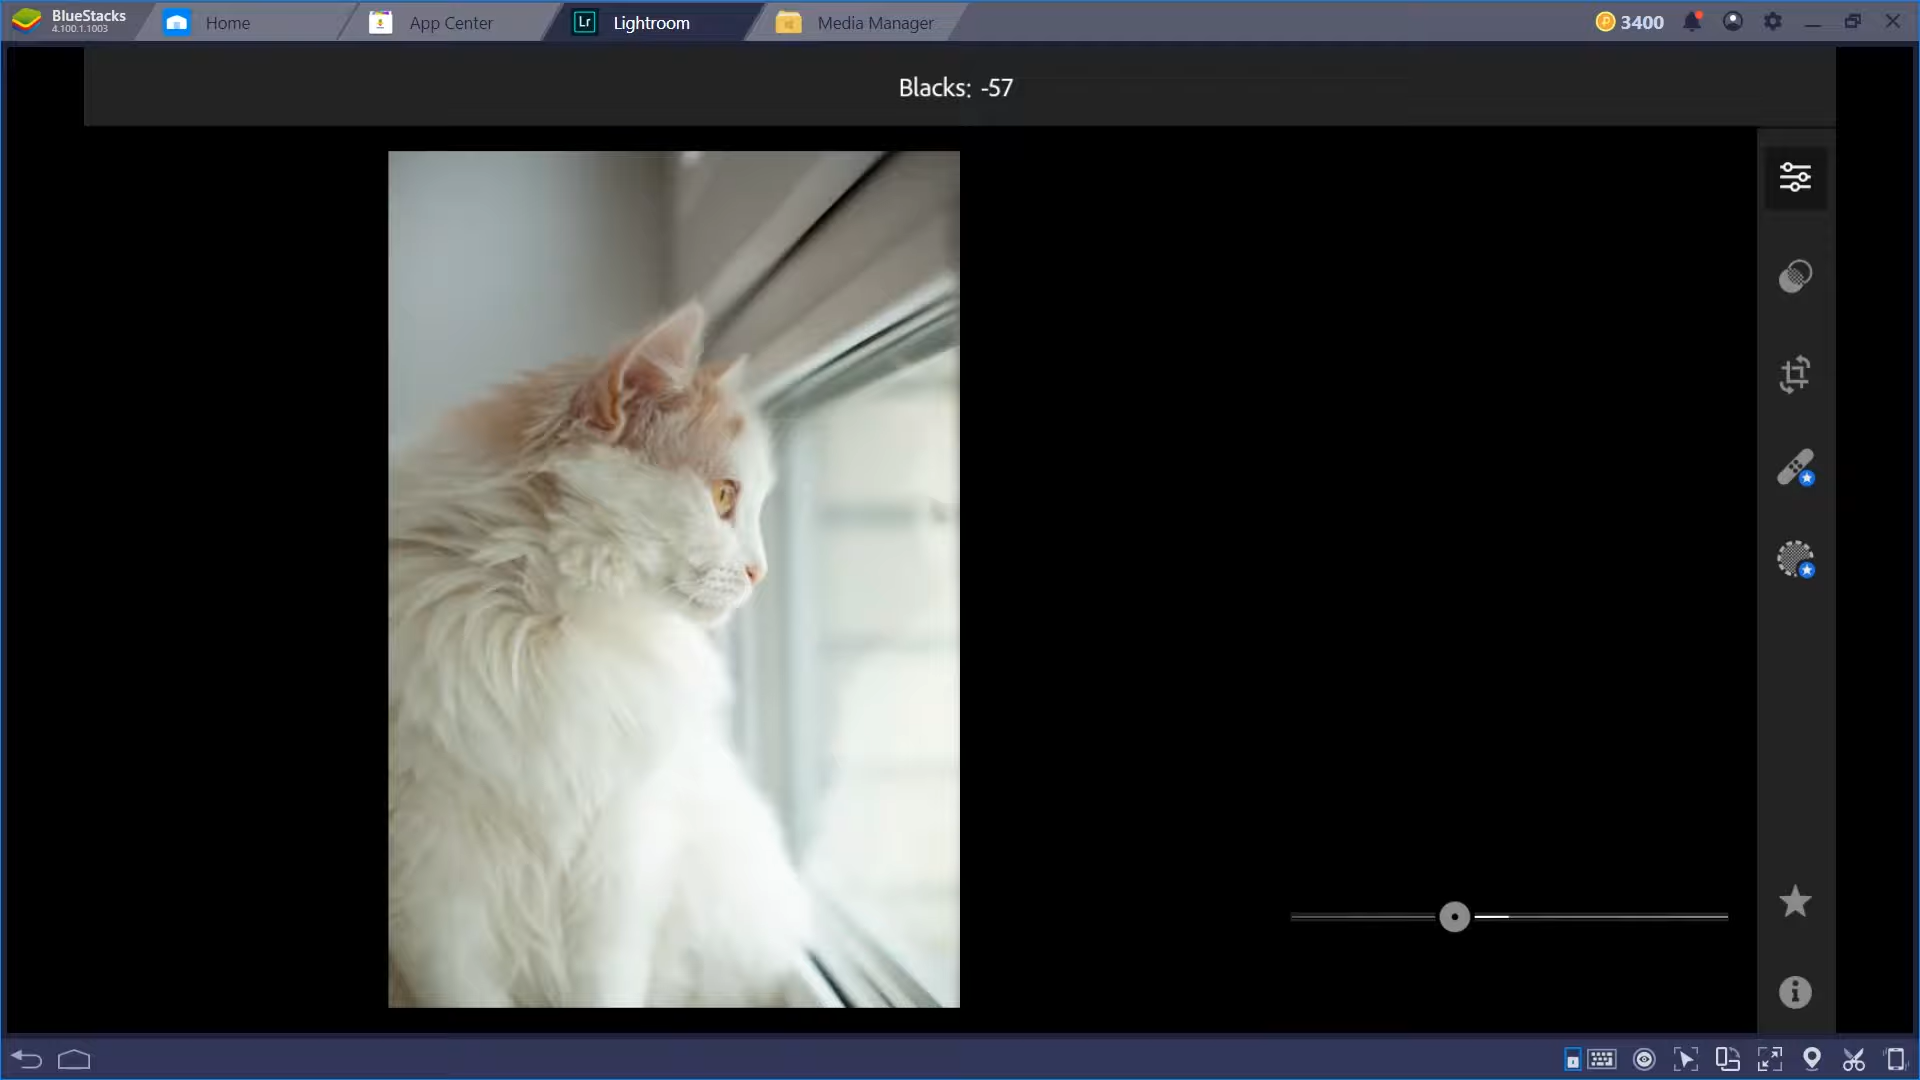 BlueStacks
4.100.1.1003
Home
App Center
Lr
Lightroom
Media Manager
3400
Blacks: -57